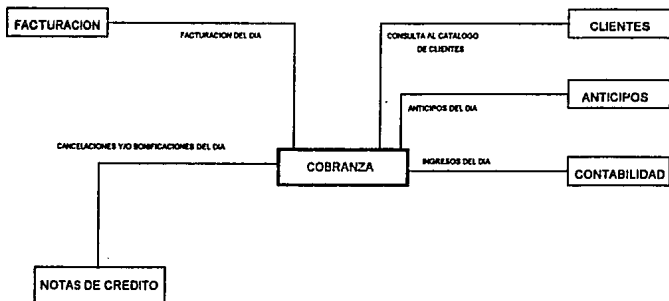 FACTURACION
CLIENTES
FACTURACION DEL DIA
CONSULTA AL CATALOGO
DE CLIENTES
ANTICIPOS
ANTICIPOS DEL DIA
CANCELACIONES Y/O BONIFICACIONES DEL DIA
COBRANZA
INGRESOS DEL DIA
CONTABILIDAD
NOTAS DE CREDITO